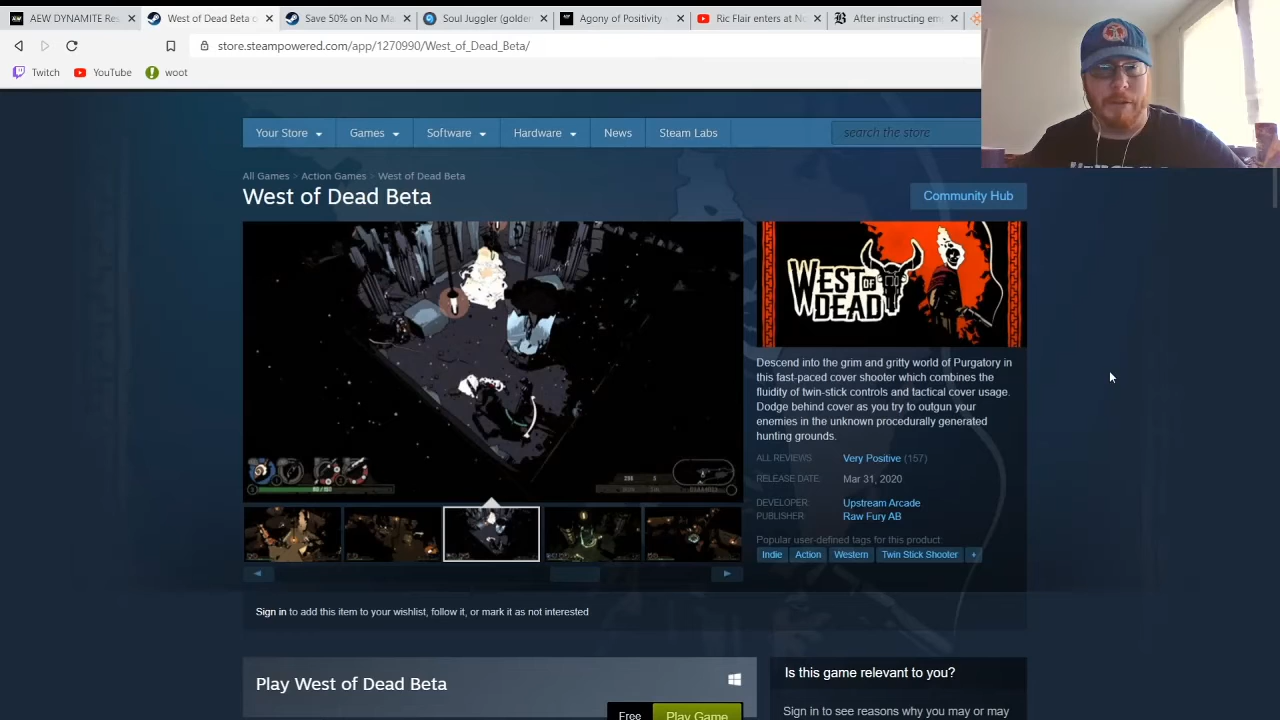 AEW DYNAMITE Res
West of Dead Beta o
Save 50% on No Ma
Soul Juggler (golden
Agony of Positivity
Ric Flair enters at No
After instructing em
store.steampowered.com/app/1270990/West_of_Dead_Beta/
Twitch
YouTube
woot
Your Store
Games
Software
Hardware
News
Steam Labs
search the store
All Games > Action Games > West of Dead Beta
West of Dead Beta
Community Hub
WEST OF DEAD
Descend into the grim and gritty world of Purgatory in
this fast-paced cover shooter which combines the
fluidity of twin-stick controls and tactical cover usage.
Dodge behind cover as you try to outgun your
enemies in the unknown procedurally generated
hunting grounds.
ALL REVIEWS: Very Positive (157)
RELEASE DATE: Mar 31, 2020
DEVELOPER: Upstream Arcade
PUBLISHER: Raw Fury AB
Popular user-defined tags for this product:
Indie Action Western Twin Stick Shooter +
Sign in to add this item to your wishlist, follow it, or mark it as not interested
Play West of Dead Beta
Free
Play Game
Is this game relevant to you?
Sign in to see reasons why you may or may